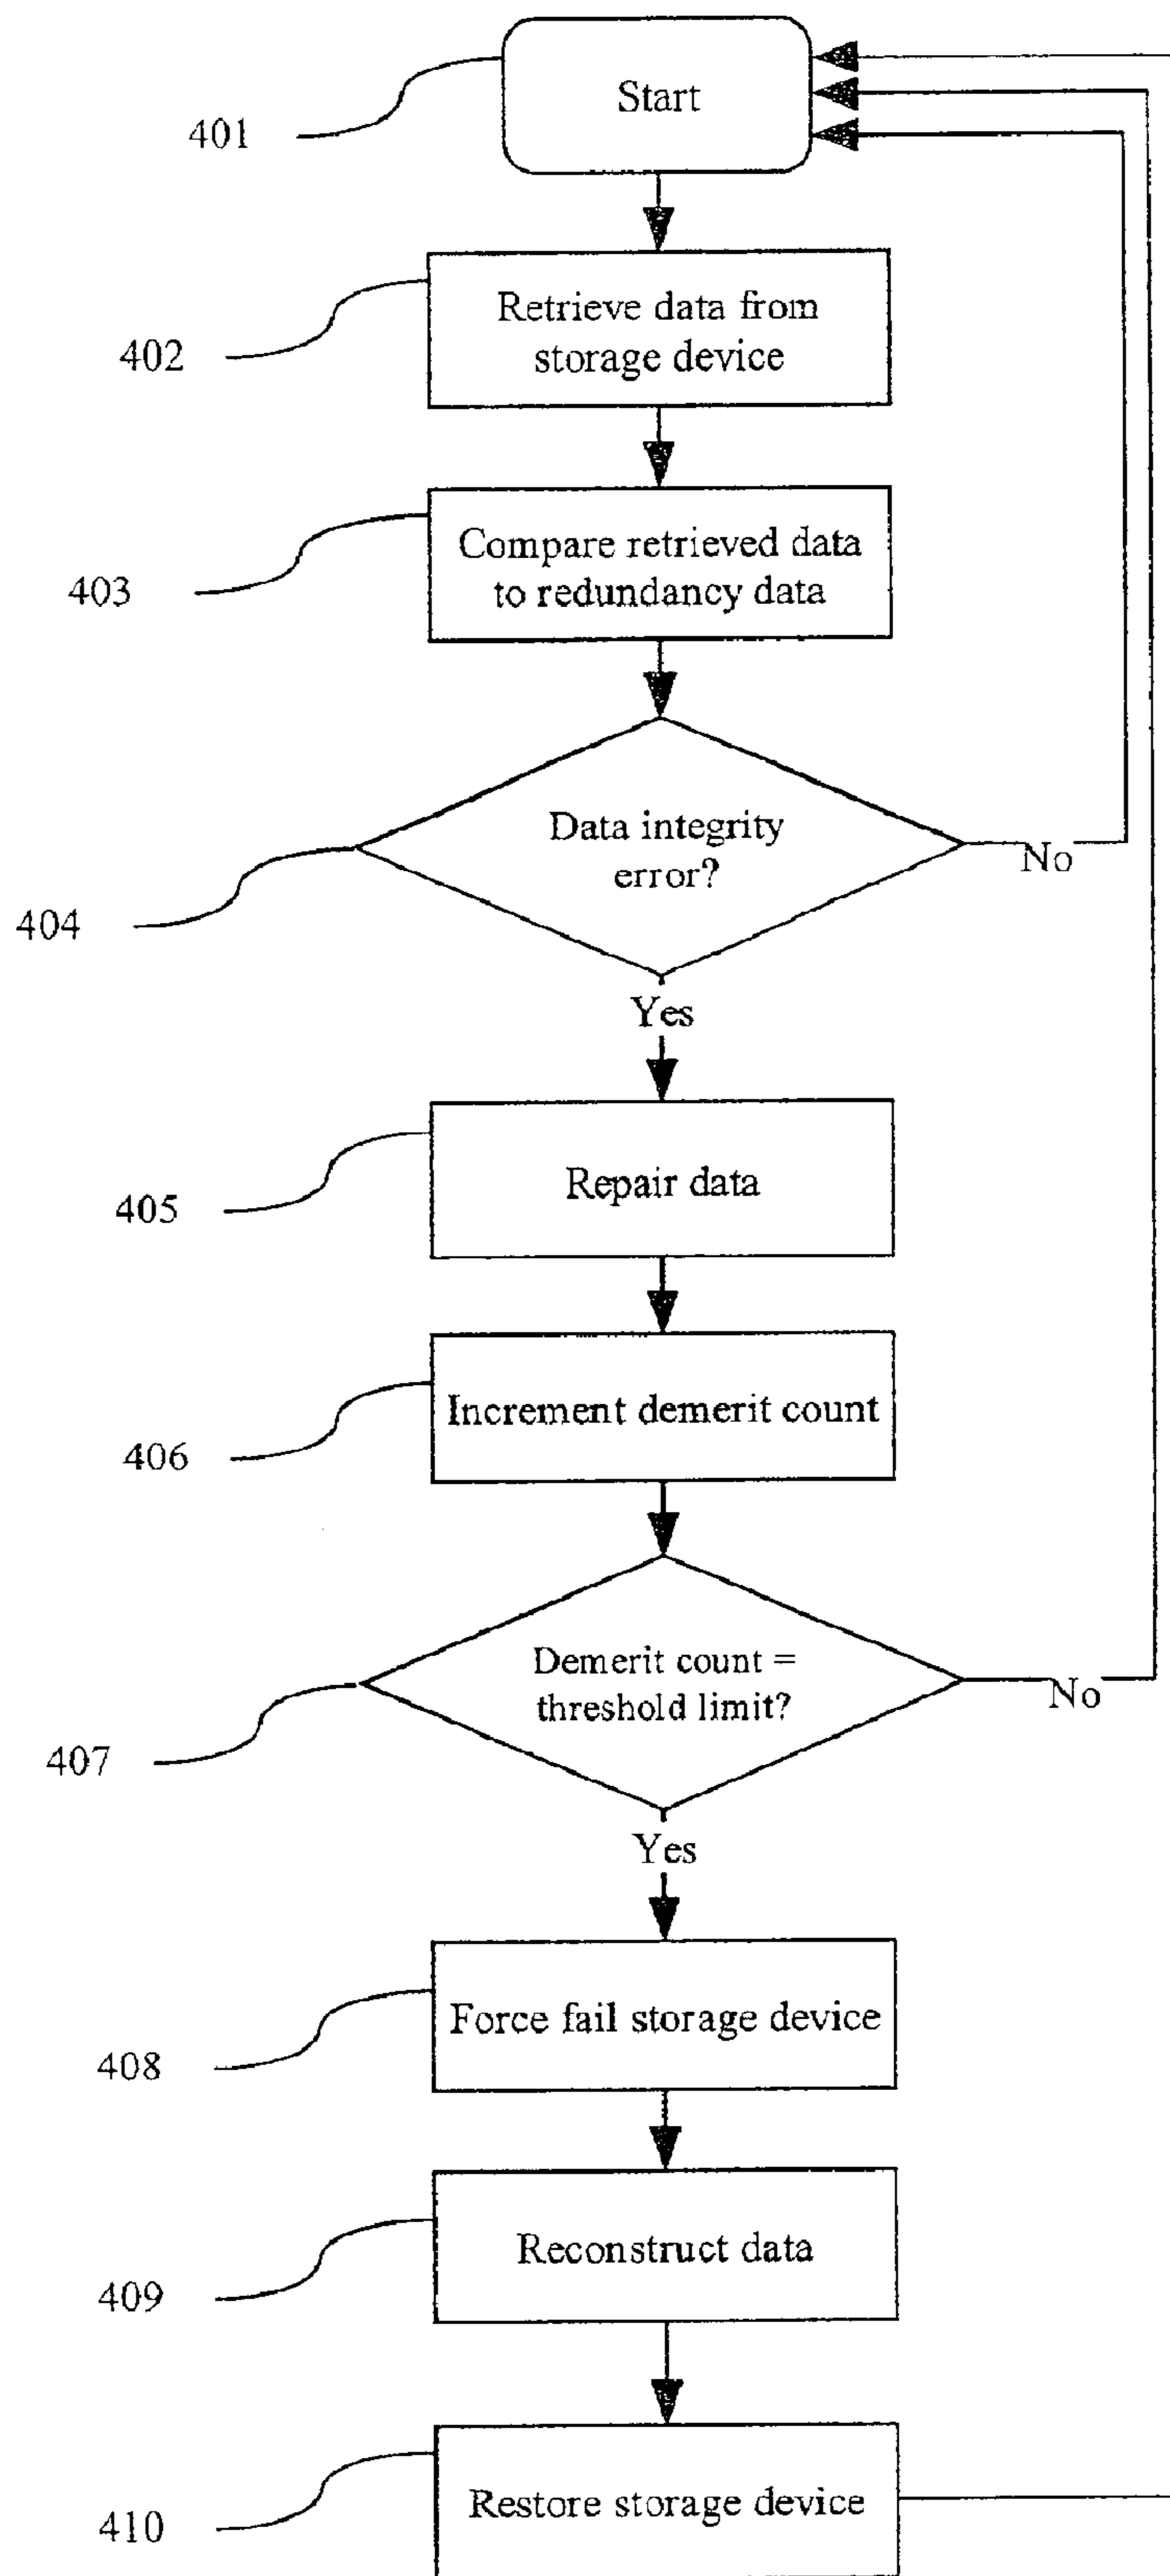 Start
401
Retrieve data from
storage device
402
Compare retrieved data
to redundancy data
403
Data integrity
error?
No
404
Yes
Repair data
405
Increment demerit count
406
Demerit count =
threshold limit?
No
407
Yes
Force fail storage device
408
Reconstruct data
409
Restore storage device
410